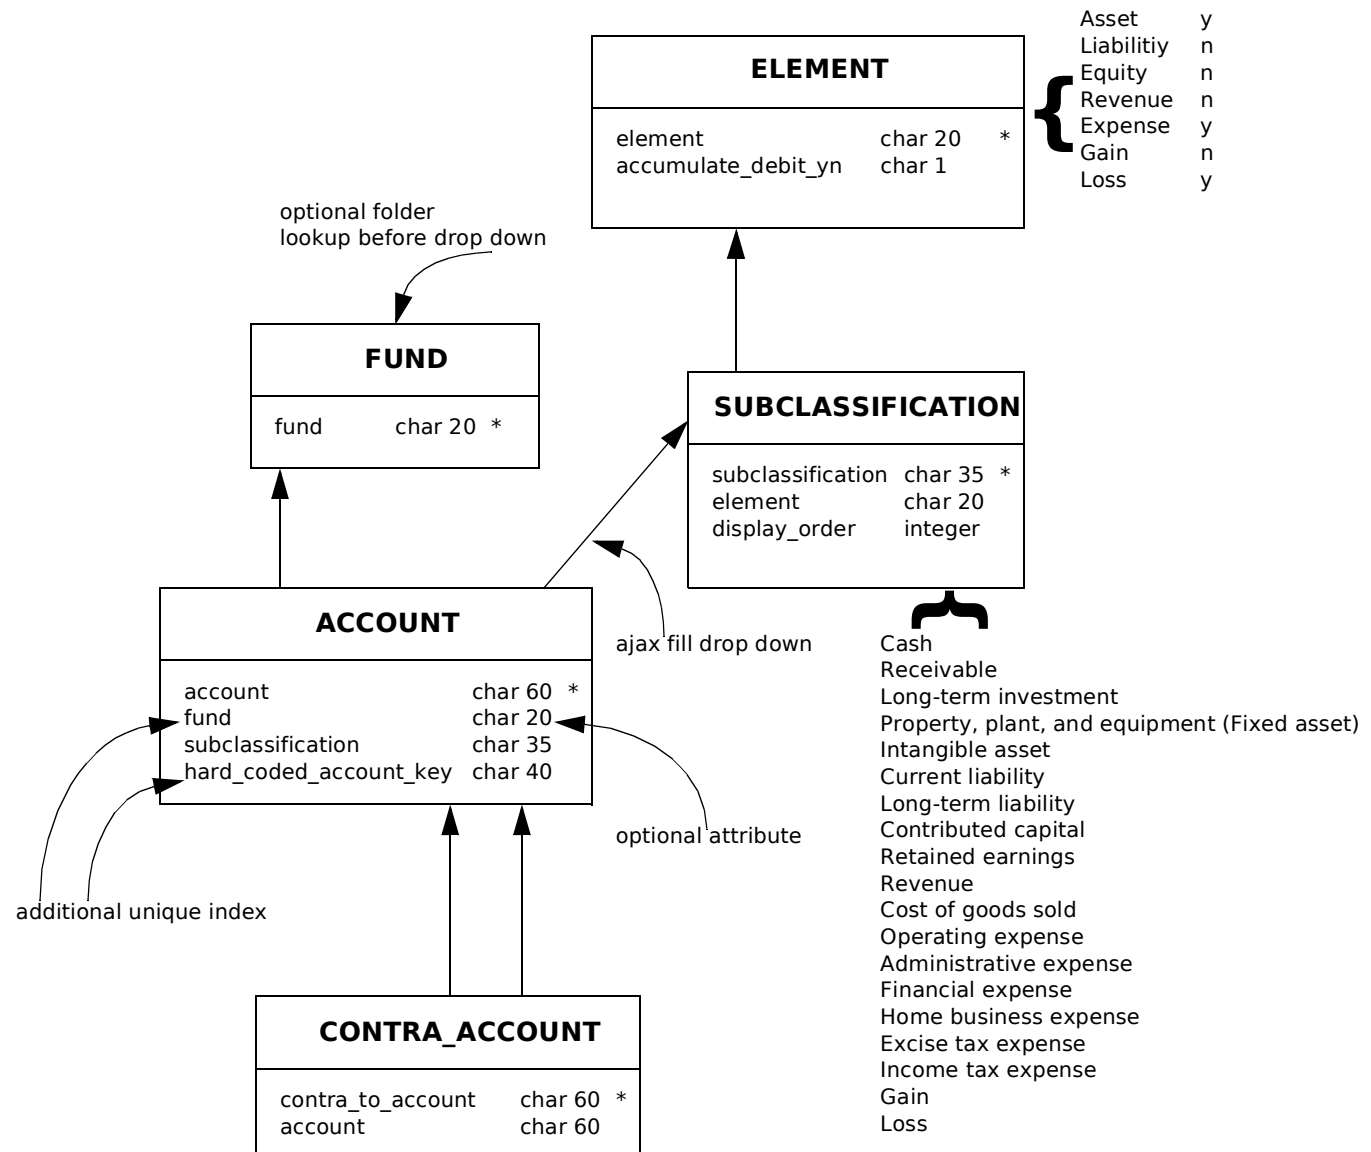 ELEMENT
element char 20 *
accumulate_debit_yn char 1
Asset y
Liabilitiy n
Equity n
Revenue n
Expense y
Gain n
Loss y
optional folder
lookup before drop down
FUND
fund char 20 *
SUBCLASSIFICATION
subclassification char 35 *
element char 20
display_order integer
ACCOUNT
account char 60 *
fund char 20
subclassification char 35
hard_coded_account_key char 40
ajax fill drop down
optional attribute
additional unique index
Cash
Receivable
Long-term investment
Property, plant, and equipment (Fixed asset)
Intangible asset
Current liability
Long-term liability
Contributed capital
Retained earnings
Revenue
Cost of goods sold
Operating expense
Administrative expense
Financial expense
Home business expense
Excise tax expense
Income tax expense
Gain
Loss
CONTRA_ACCOUNT
contra_to_account char 60 *
account char 60